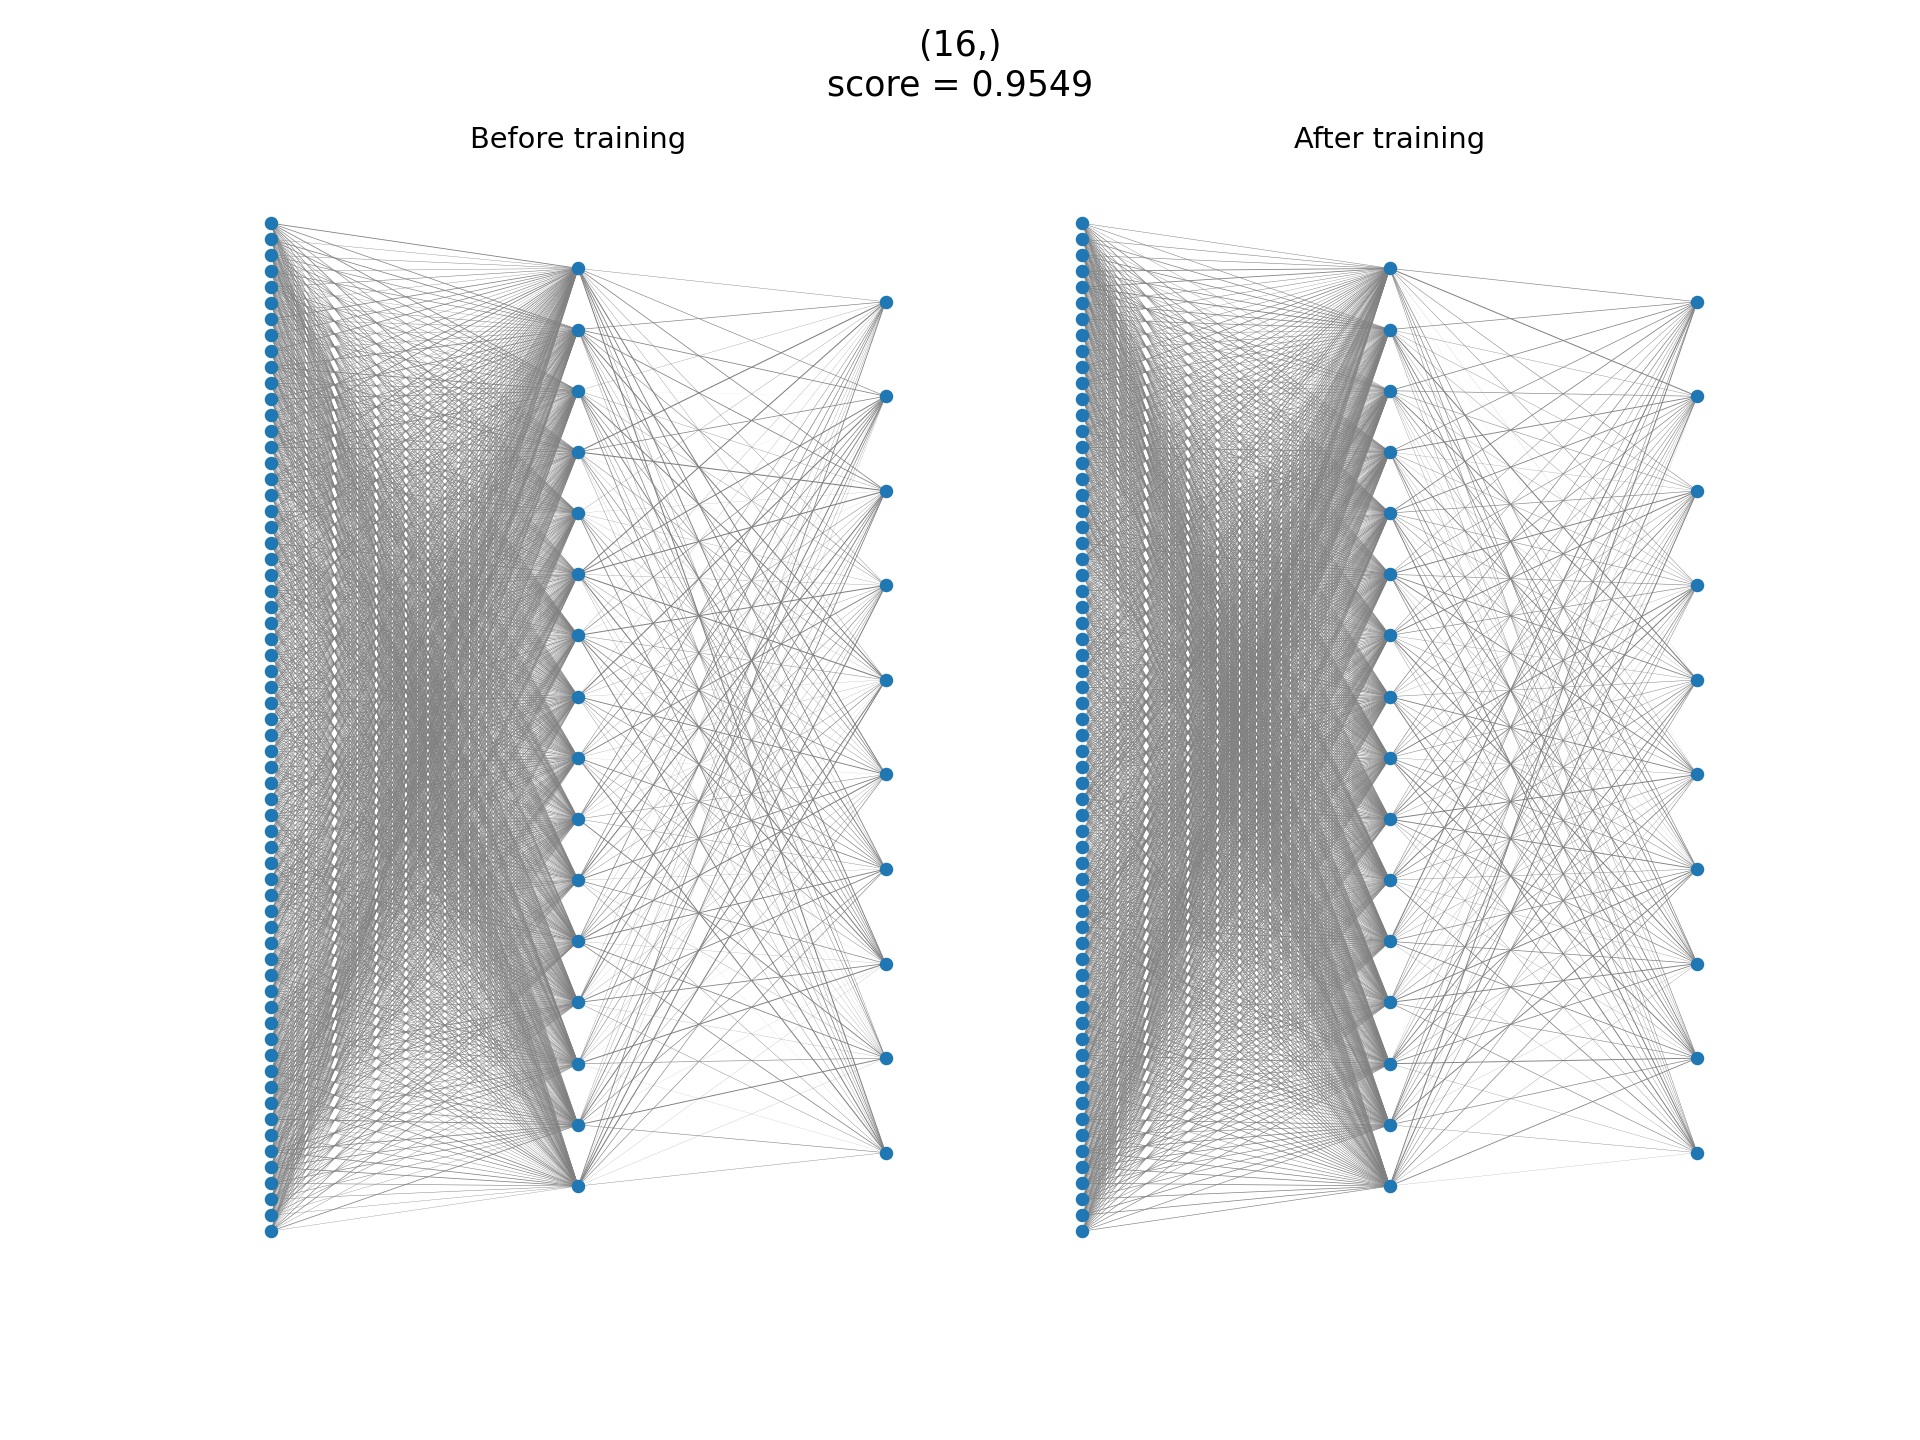 (16,)
score = 0.9549
Before training
After training